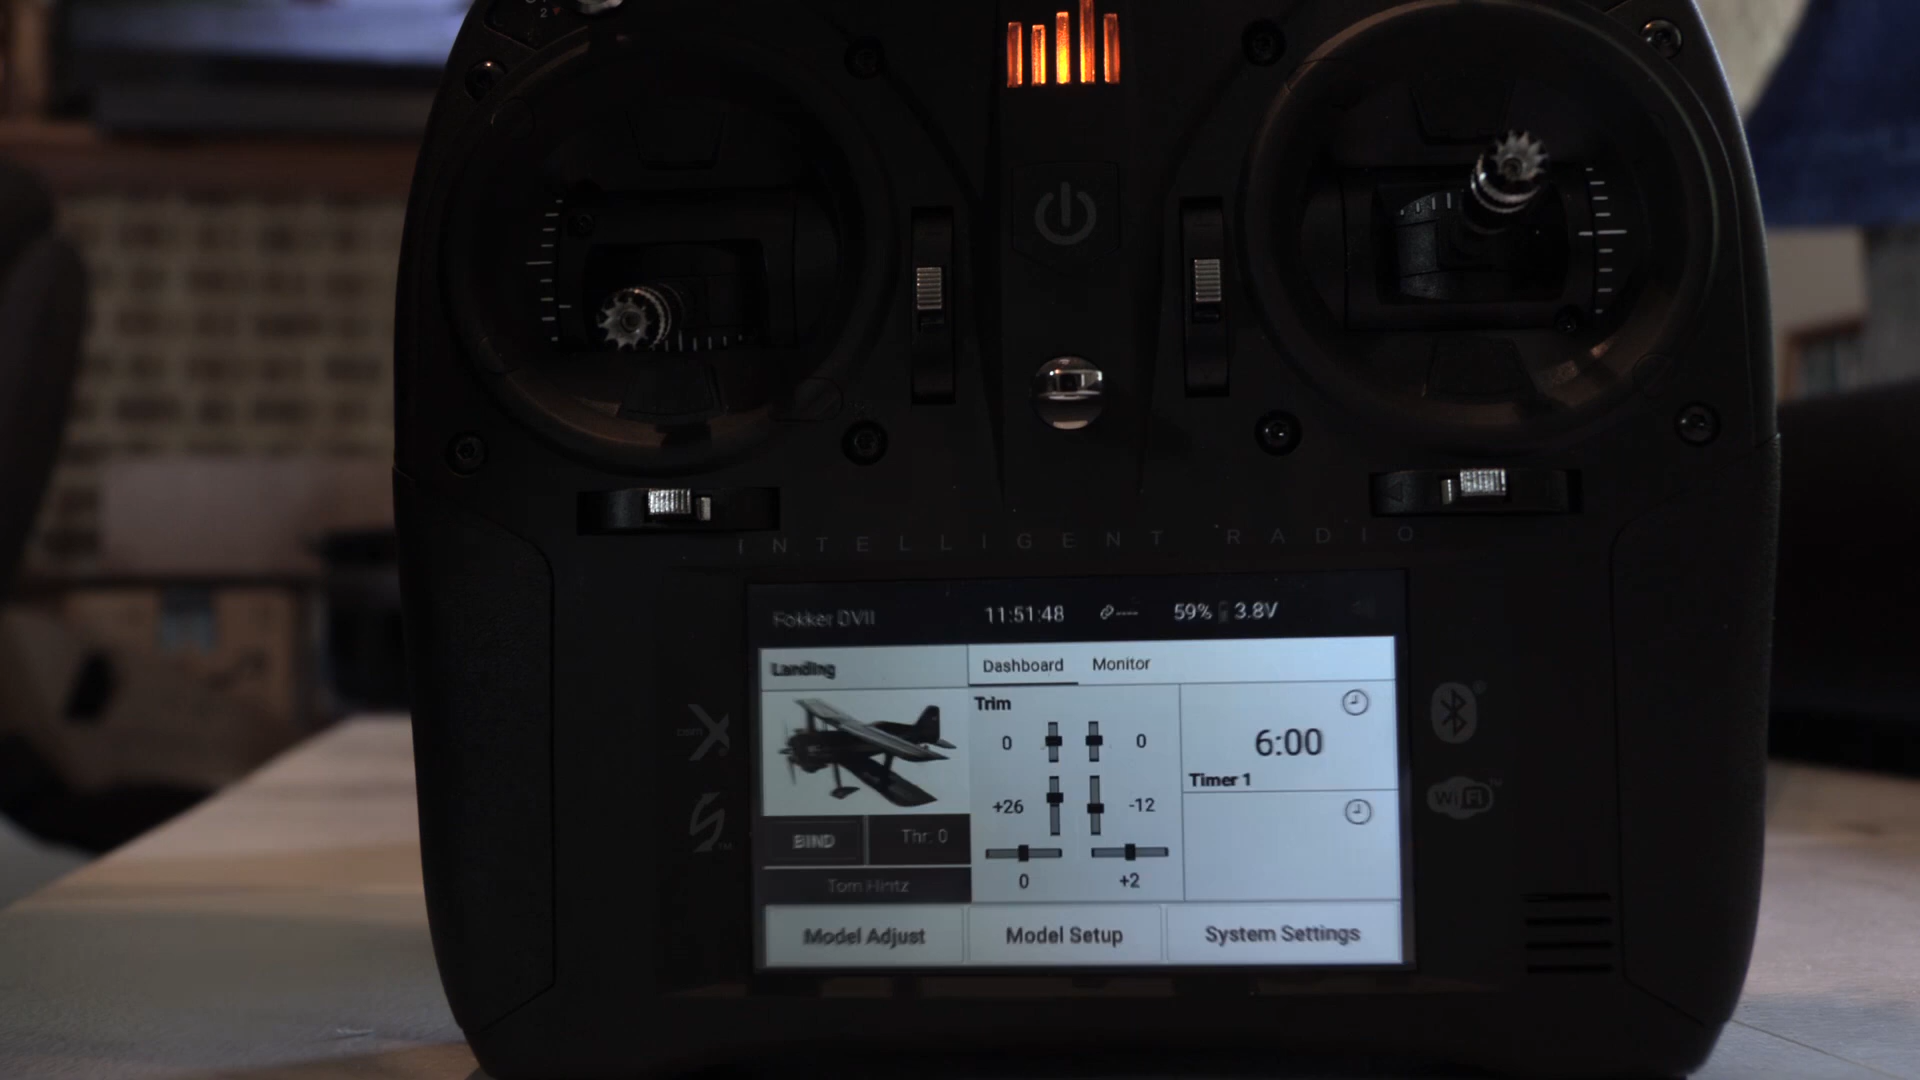 INTELLIGENT RADIO
Fokker DVII 11:51:48 ---- 59% 3.8V
Landing Dashboard Monitor
Trim
0 0
6:00
Timer 1
+26 -12
BIND Thr: 0
0 +2
Tom Hintz
Model Adjust Model Setup System Settings
WiFi